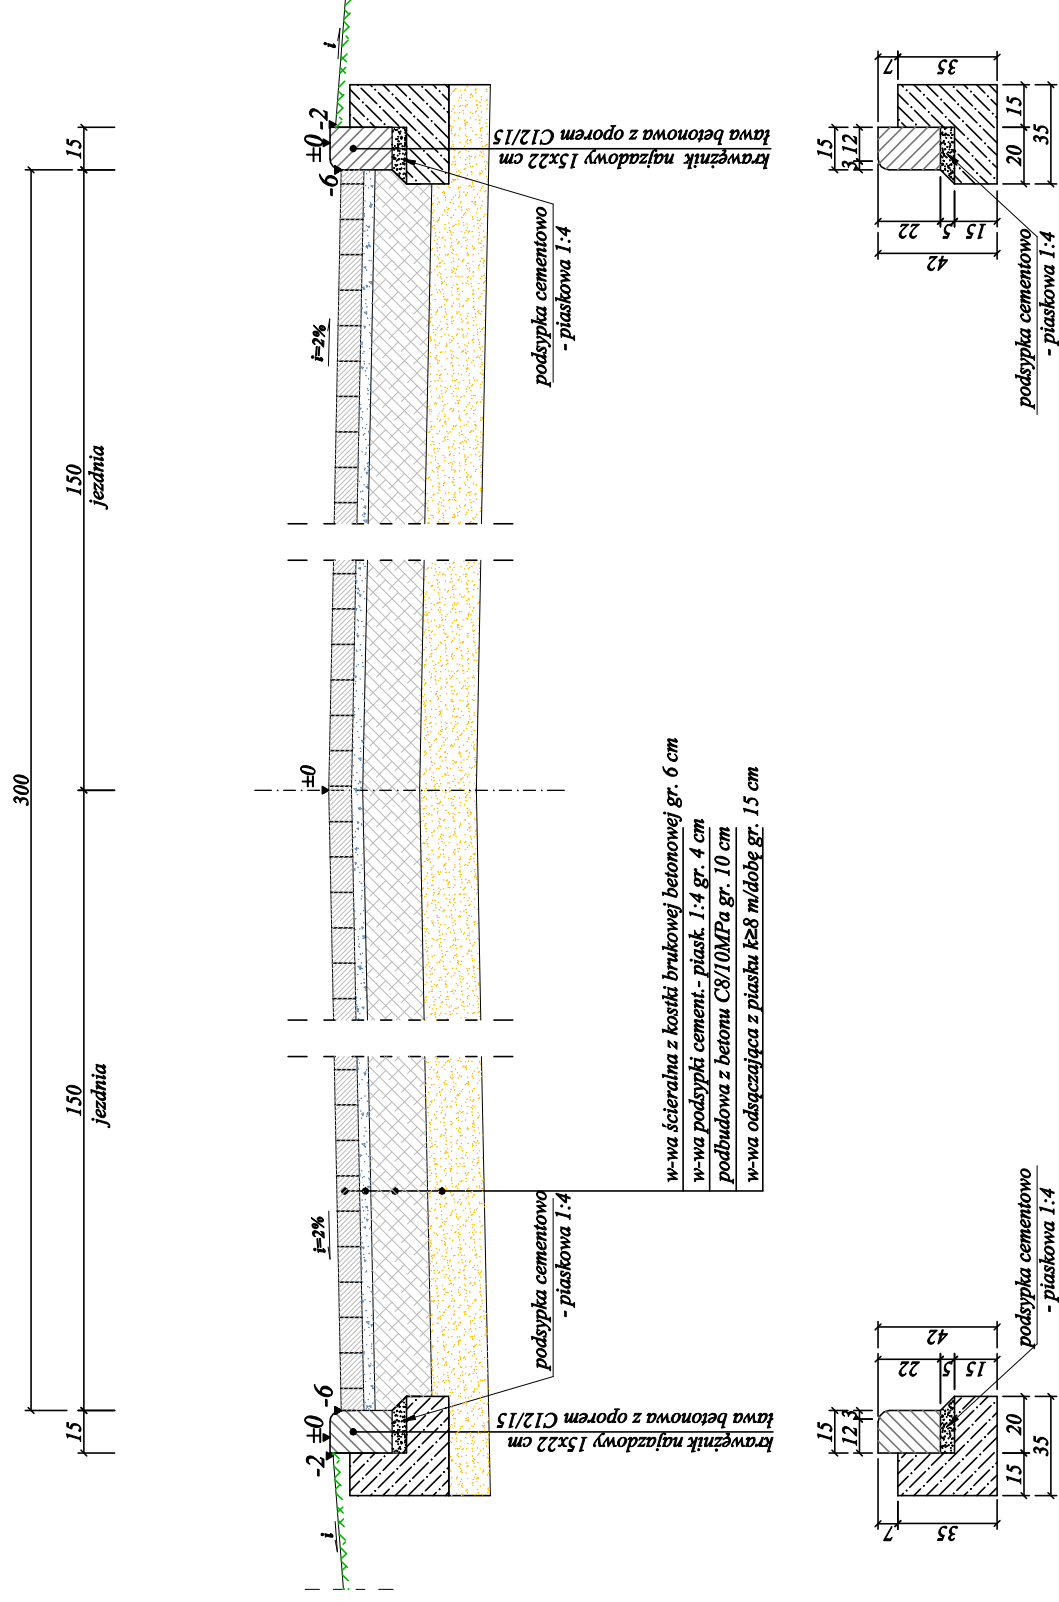 300
15
150
jezdnia
150
jezdnia
15
i
-2
±0
-6
i=2%
±0
i=2%
-6
±0
-2
i
krawężnik najzadowy 15x22 cm
ława betonowa z oporem C12/15
podsypka cementowo
- piaskowa 1:4
w-wa ścieralna z kostki brukowej betonowej gr. 6 cm
w-wa podsypki cement.- piask. 1:4 gr. 4 cm
podbudowa z betonu C8/10MPa gr. 10 cm
w-wa odsączająca z piasku k≥8 m/dobę gr. 15 cm
podsypka cementowo
- piaskowa 1:4
krawężnik najazdowy 15x22 cm
ława betonowa z oporem C12/15
7
35
15
3
12
15
20
35
22
5
15
42
podsypka cementowo
- piaskowa 1:4
42
22
5
15
15
12
3
20
15
35
7
35
podsypka cementowo
- piaskowa 1:4